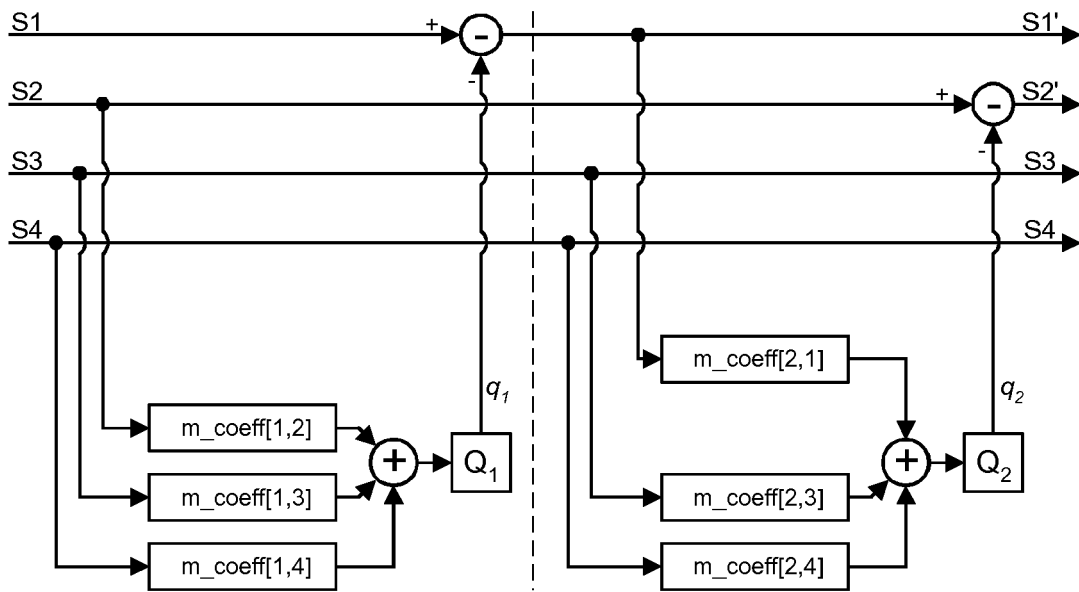 S1
+
-
S1'
-
S2
+
-
S2'
-
S3
S3
S4
S4
m_coeff[2,1]
q1
q2
m_coeff[1,2]
+
Q1
+
Q2
m_coeff[1,3]
m_coeff[2,3]
m_coeff[1,4]
m_coeff[2,4]